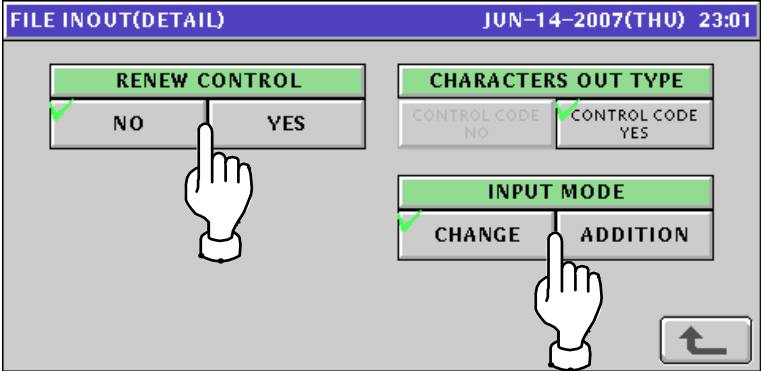 FILE INOUT(DETAIL) JUN-14-2007(THU) 23:01
RENEW CONTROL
NO YES
CHARACTERS OUT TYPE
CONTROL CODE
NO
CONTROL CODE
YES
INPUT MODE
CHANGE ADDITION